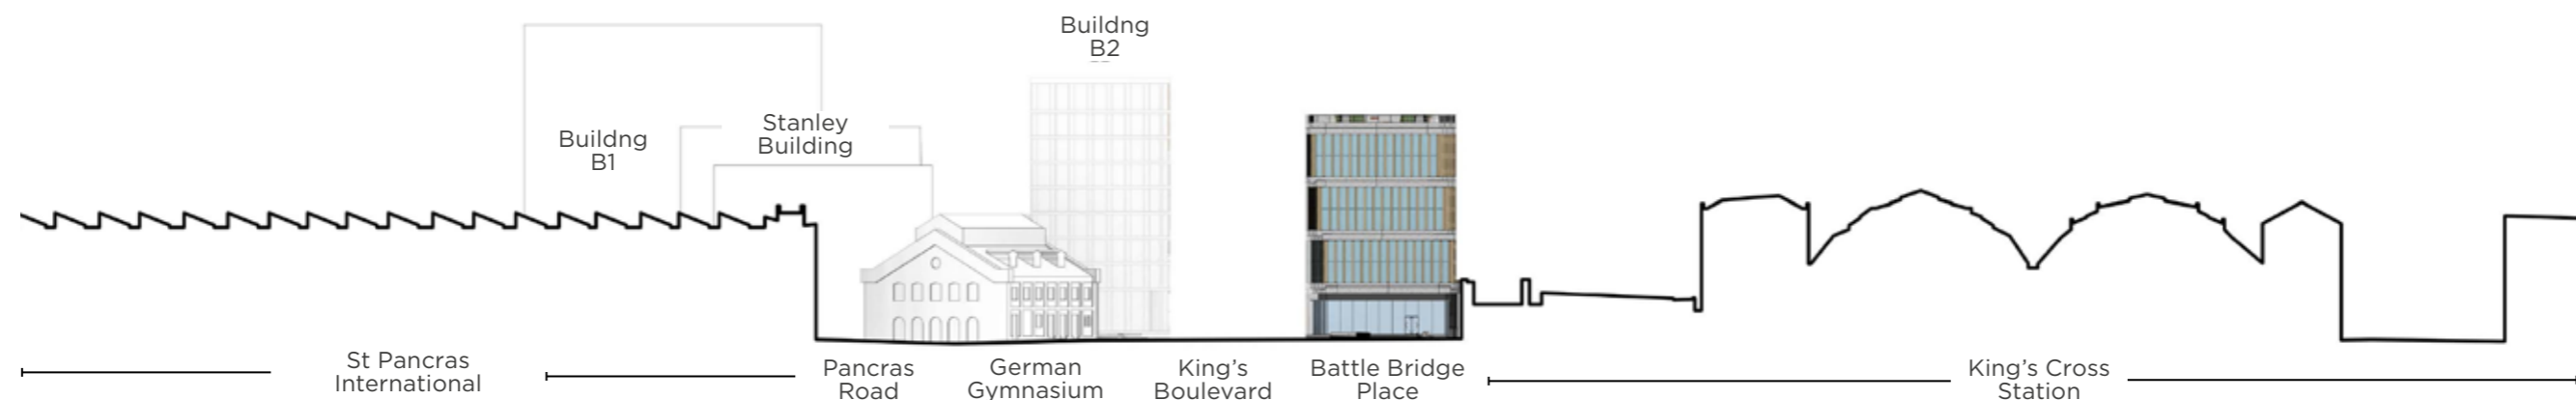 Buildng
B2
Buildng
B1
Stanley
Building
St Pancras
International
Pancras
Road
German
Gymnasium
King's
Boulevard
Battle Bridge
Place
King's Cross
Station